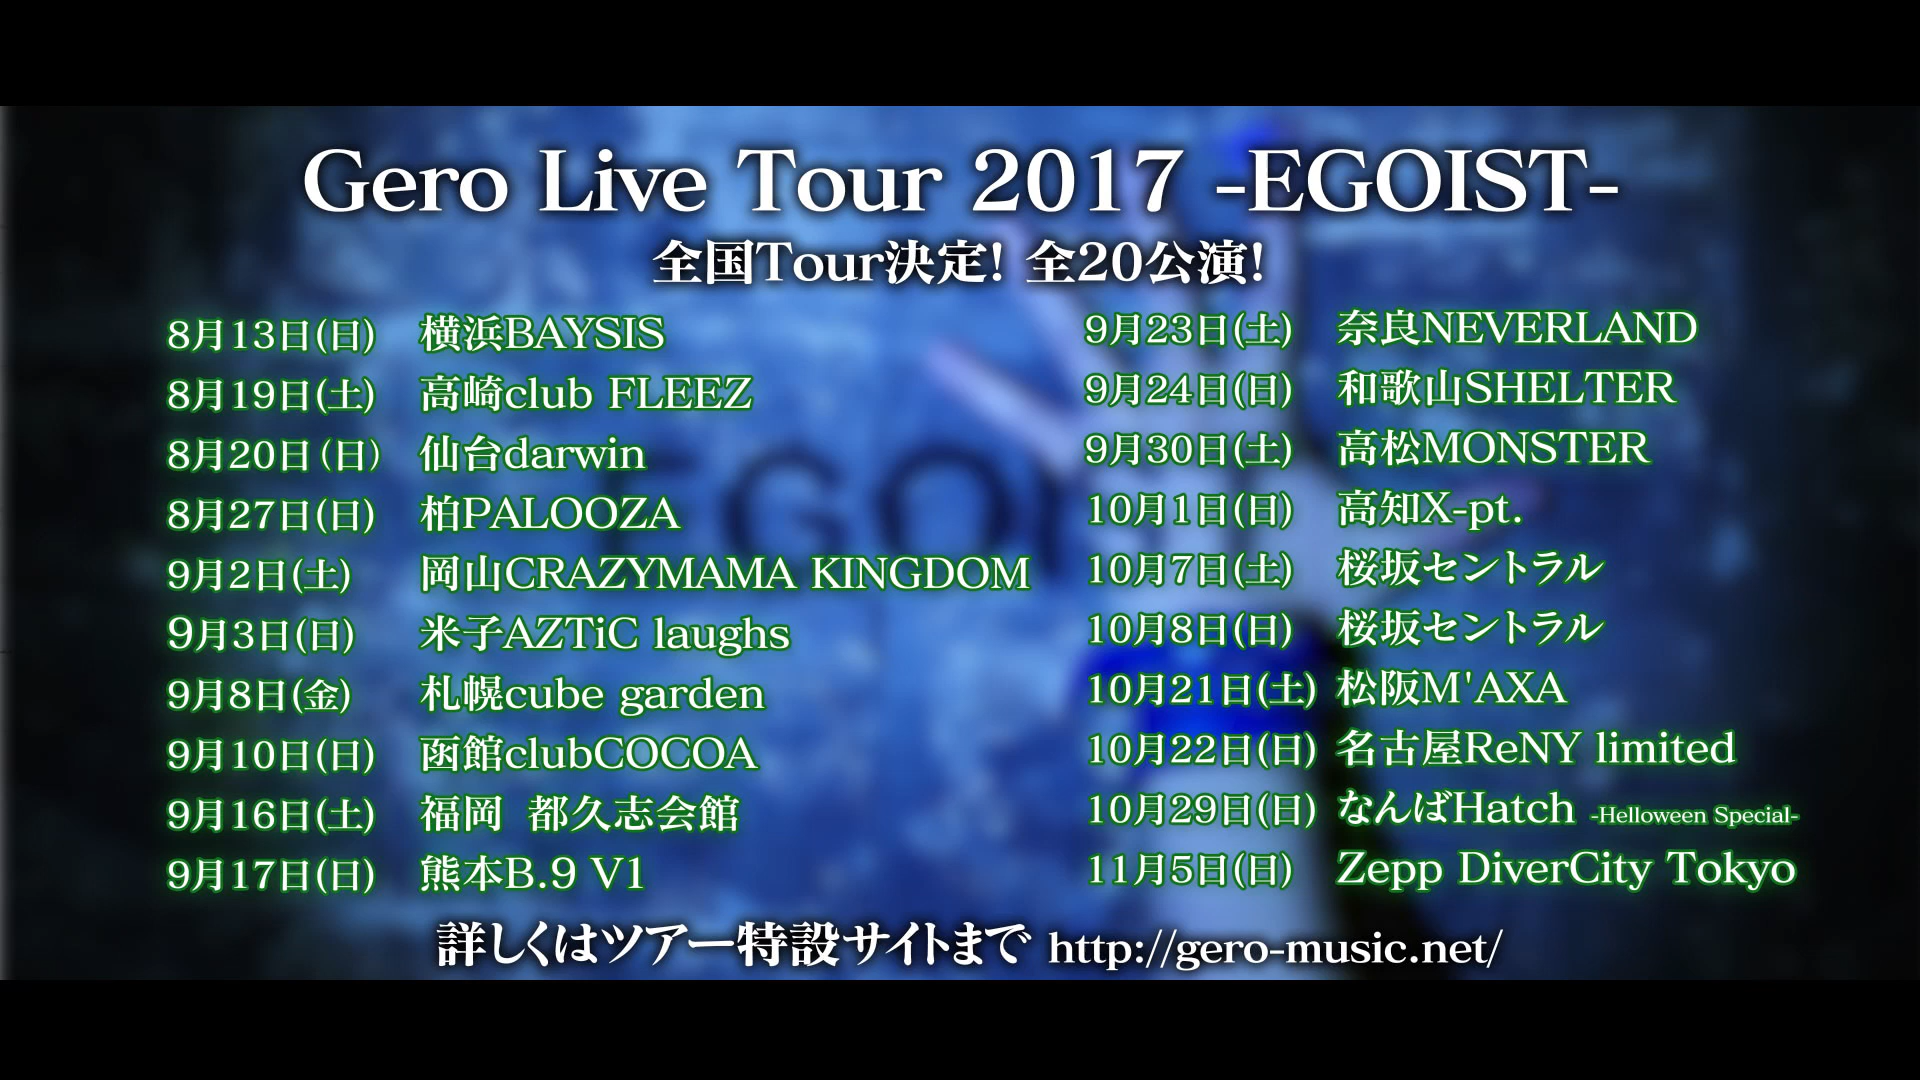 Gero Live Tour 2017 -EGOIST-
全国Tour決定! 全20公演!
8月13日(日) 横浜BAYSIS
8月19日(土) 高崎club FLEEZ
8月20日(日) 仙台darwin
8月27日(日) 柏PALOOZA
9月2日(土) 岡山CRAZYMAMA KINGDOM
9月3日(日) 米子AZTiC laughs
9月8日(金) 札幌cube garden
9月10日(日) 函館clubCOCOA
9月16日(土) 福岡 都久志会館
9月17日(日) 熊本B.9 V1
9月23日(土) 奈良NEVERLAND
9月24日(日) 和歌山SHELTER
9月30日(土) 高松MONSTER
10月1日(日) 高知X-pt.
10月7日(土) 桜坂セントラル
10月8日(日) 桜坂セントラル
10月21日(土) 松阪M'AXA
10月22日(日) 名古屋ReNY limited
10月29日(日) なんばHatch -Helloween Special-
11月5日(日) Zepp DiverCity Tokyo
詳しくはツアー特設サイトまで http://gero-music.net/
EGOI